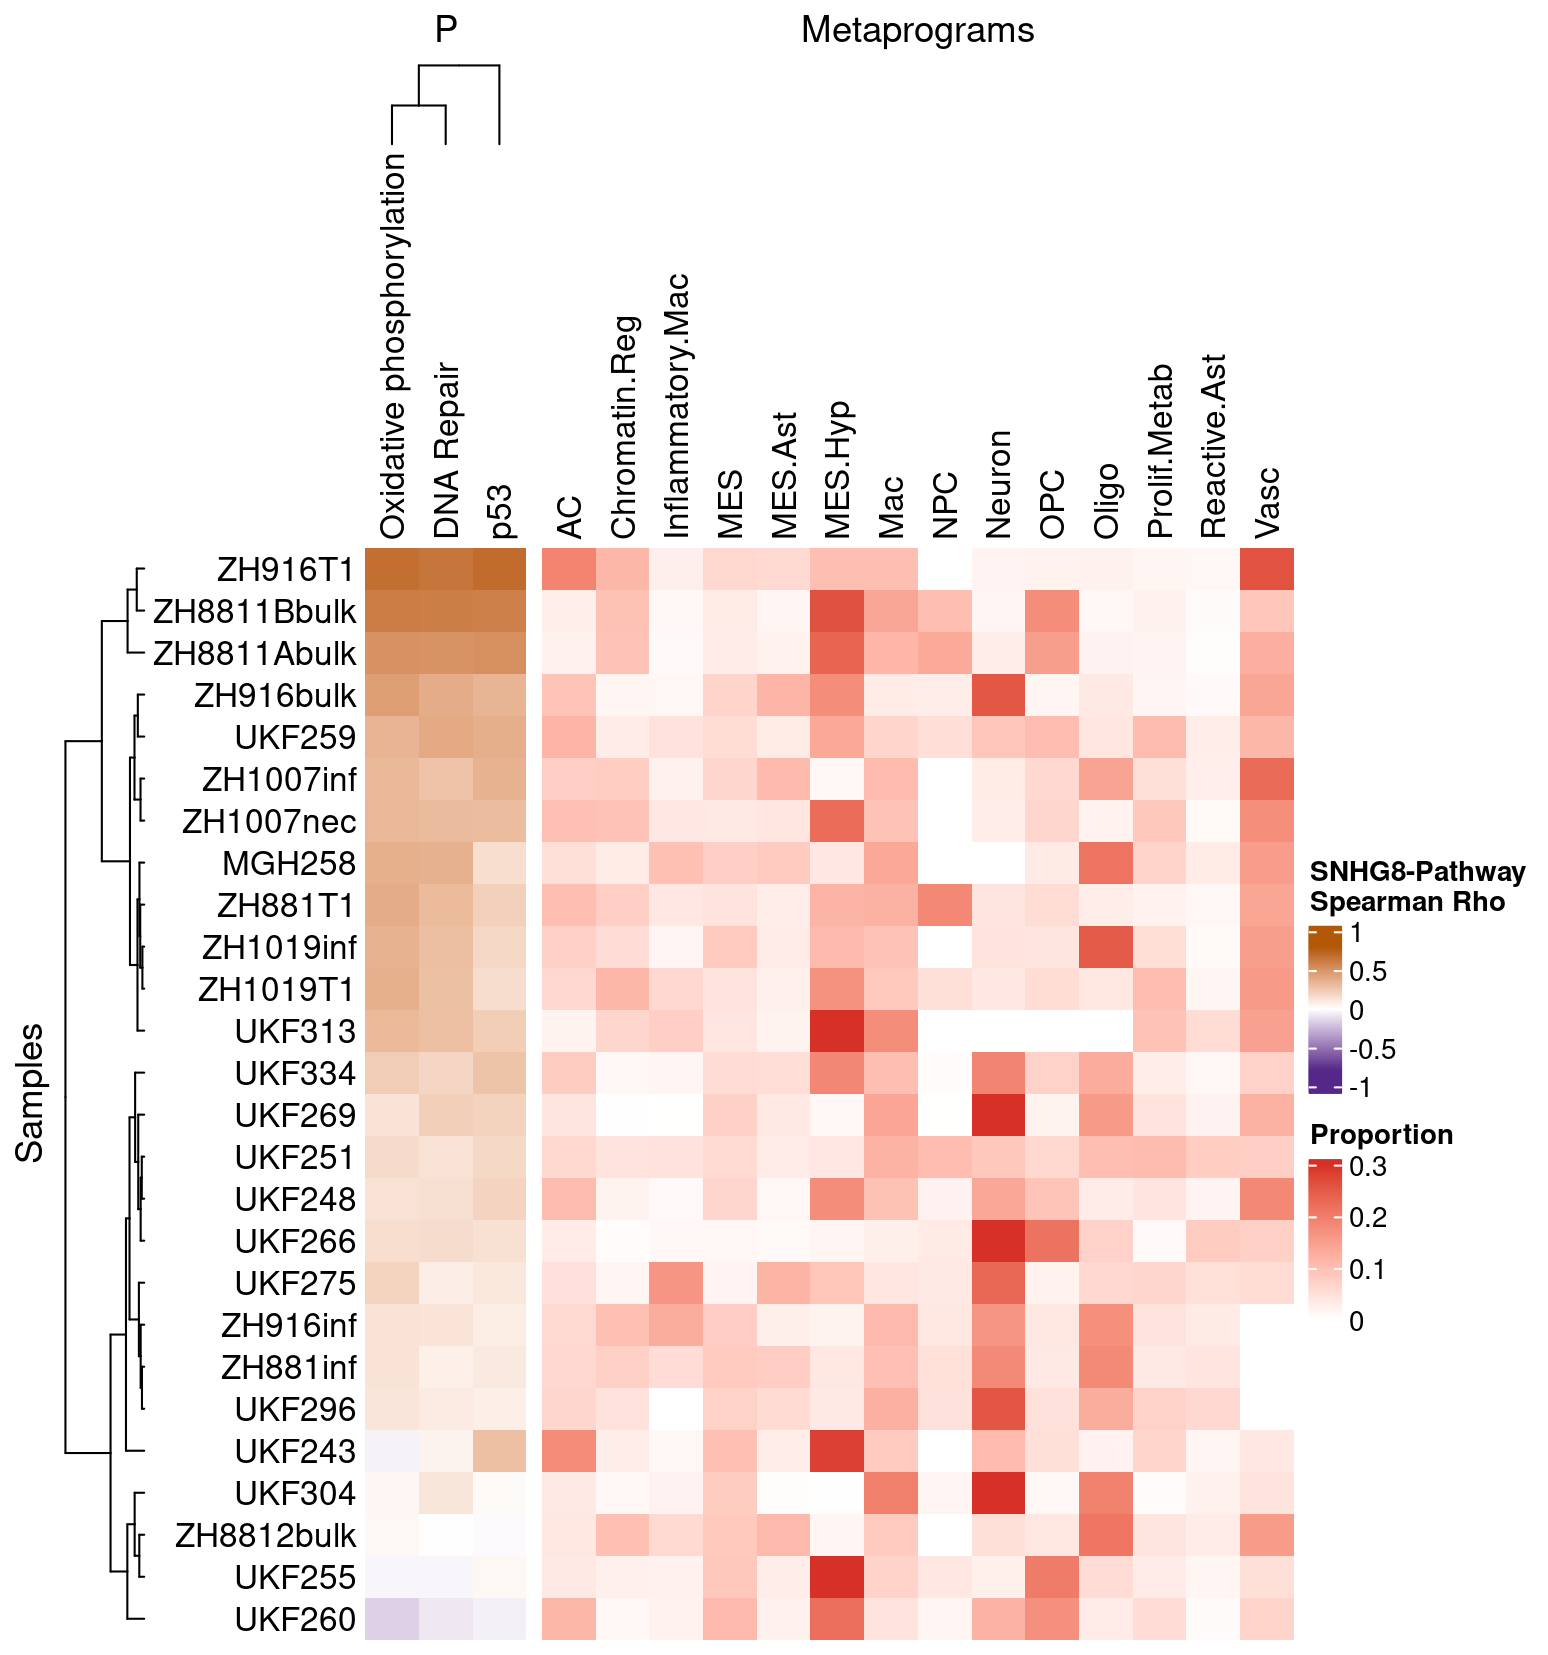 P
Metaprograms
Oxidative phosphorylation
DNA Repair
p53
AC
Chromatin.Reg
Inflammatory.Mac
MES
MES.Ast
MES.Hyp
Mac
NPC
Neuron
OPC
Oligo
Prolif.Metab
Reactive.Ast
Vasc
Samples
ZH916T1
ZH8811Bbulk
ZH8811Abulk
ZH916bulk
UKF259
ZH1007inf
ZH1007nec
MGH258
ZH881T1
ZH1019inf
ZH1019T1
UKF313
UKF334
UKF269
UKF251
UKF248
UKF266
UKF275
ZH916inf
ZH881inf
UKF296
UKF243
UKF304
ZH8812bulk
UKF255
UKF260
SNHG8-Pathway
Spearman Rho
1
0.5
0
-0.5
-1
Proportion
0.3
0.2
0.1
0